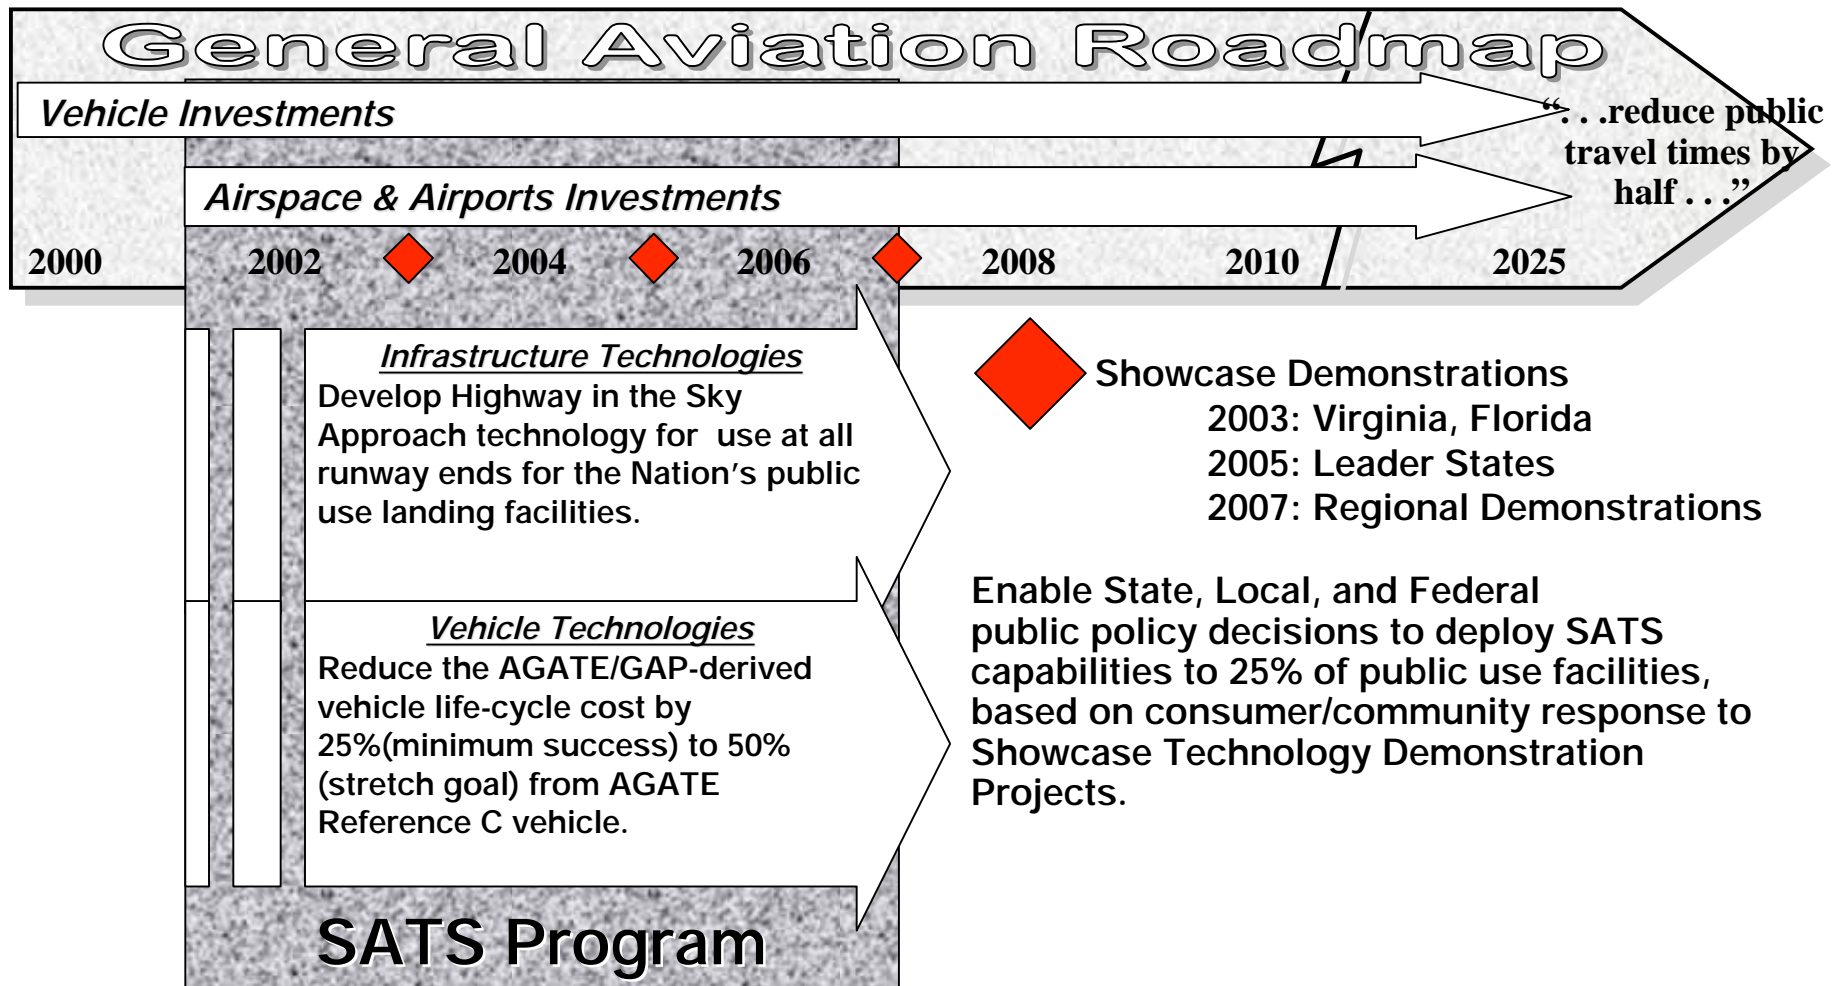 General Aviation Roadmap
Vehicle Investments
“. . .reduce public
travel times by
half . . .”
Airspace & Airports Investments
2000 2002 2004 2006 2008 2010 2025
Infrastructure Technologies
Develop Highway in the Sky
Approach technology for use at all
runway ends for the Nation’s public
use landing facilities.
Vehicle Technologies
Reduce the AGATE/GAP-derived
vehicle life-cycle cost by
25%(minimum success) to 50%
(stretch goal) from AGATE
Reference C vehicle.
SATS Program
Showcase Demonstrations
2003: Virginia, Florida
2005: Leader States
2007: Regional Demonstrations
Enable State, Local, and Federal
public policy decisions to deploy SATS
capabilities to 25% of public use facilities,
based on consumer/community response to
Showcase Technology Demonstration
Projects.